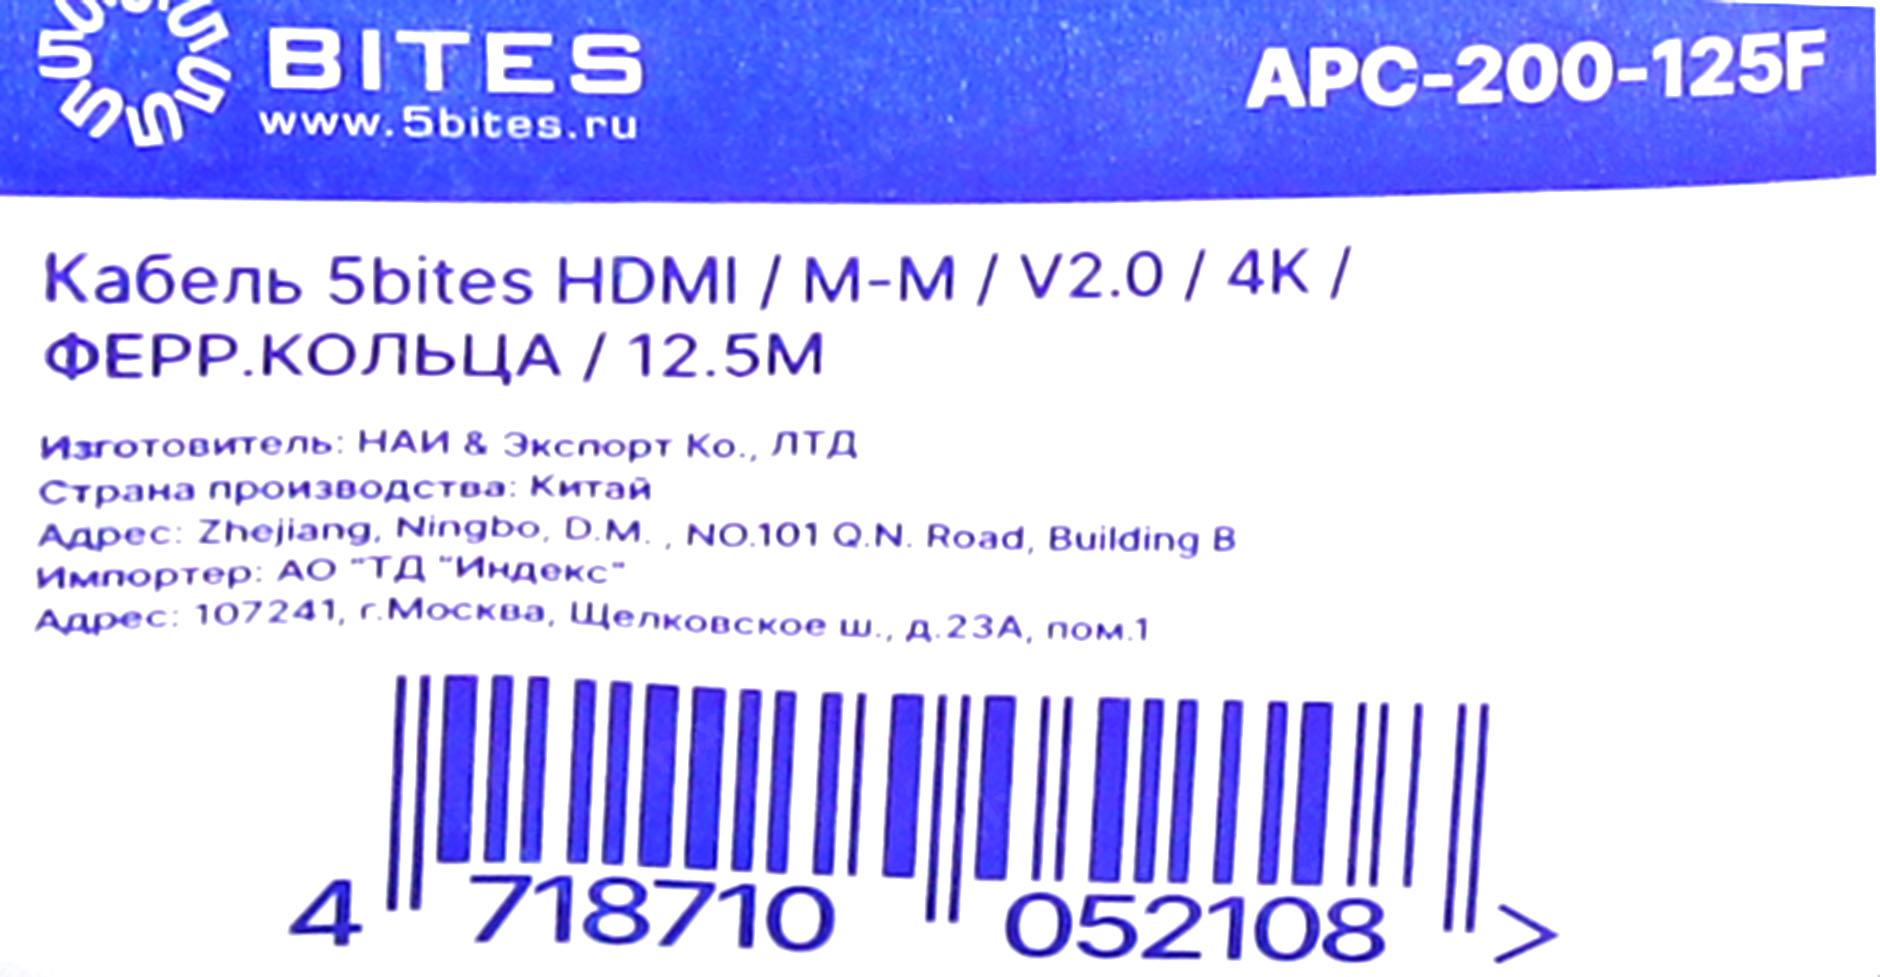 BITES
www.5bites.ru
APC-200-125F
Кабель 5bites HDMI / M-M / V2.0 / 4K /
ФЕРР.КОЛЬЦА / 12.5М
Изготовитель: НАИ & Экспорт Ко., ЛТД
Страна производства: Китай
Адрес: Zhejiang, Ningbo, D.M. , NO.101 Q.N. Road, Building B
Импортер: АО "ТД "Индекс"
Адрес: 107241, г.Москва, Щелковское ш., д.23А, пом.1
4 718710 052108 >